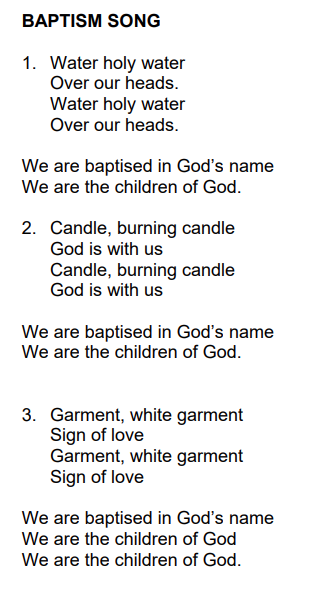 BAPTISM SONG
1. Water holy water
Over our heads.
Water holy water
Over our heads.
We are baptised in God’s name
We are the children of God.
2. Candle, burning candle
God is with us
Candle, burning candle
God is with us
We are baptised in God’s name
We are the children of God.
3. Garment, white garment
Sign of love
Garment, white garment
Sign of love
We are baptised in God’s name
We are the children of God
We are the children of God.